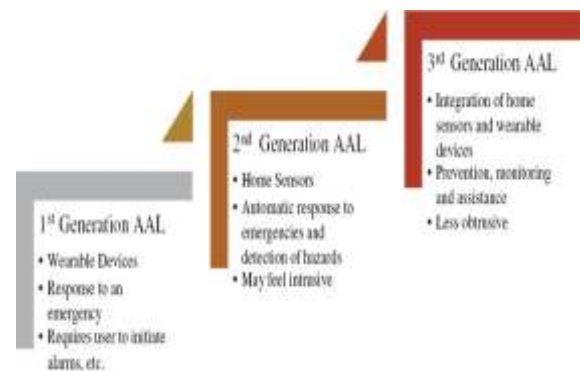 1st Generation AAL
• Wearable Devices
• Response to an
emergency
• Requires user to initiate
alarms, etc.
2nd Generation AAL
• Home Sensors
• Automatic response to
emergencies and
detection of hazards
• May feel intrusive
3rd Generation AAL
• Integration of home
sensors and wearable
devices
• Prevention, monitoring
and assistance
• Less obtrusive